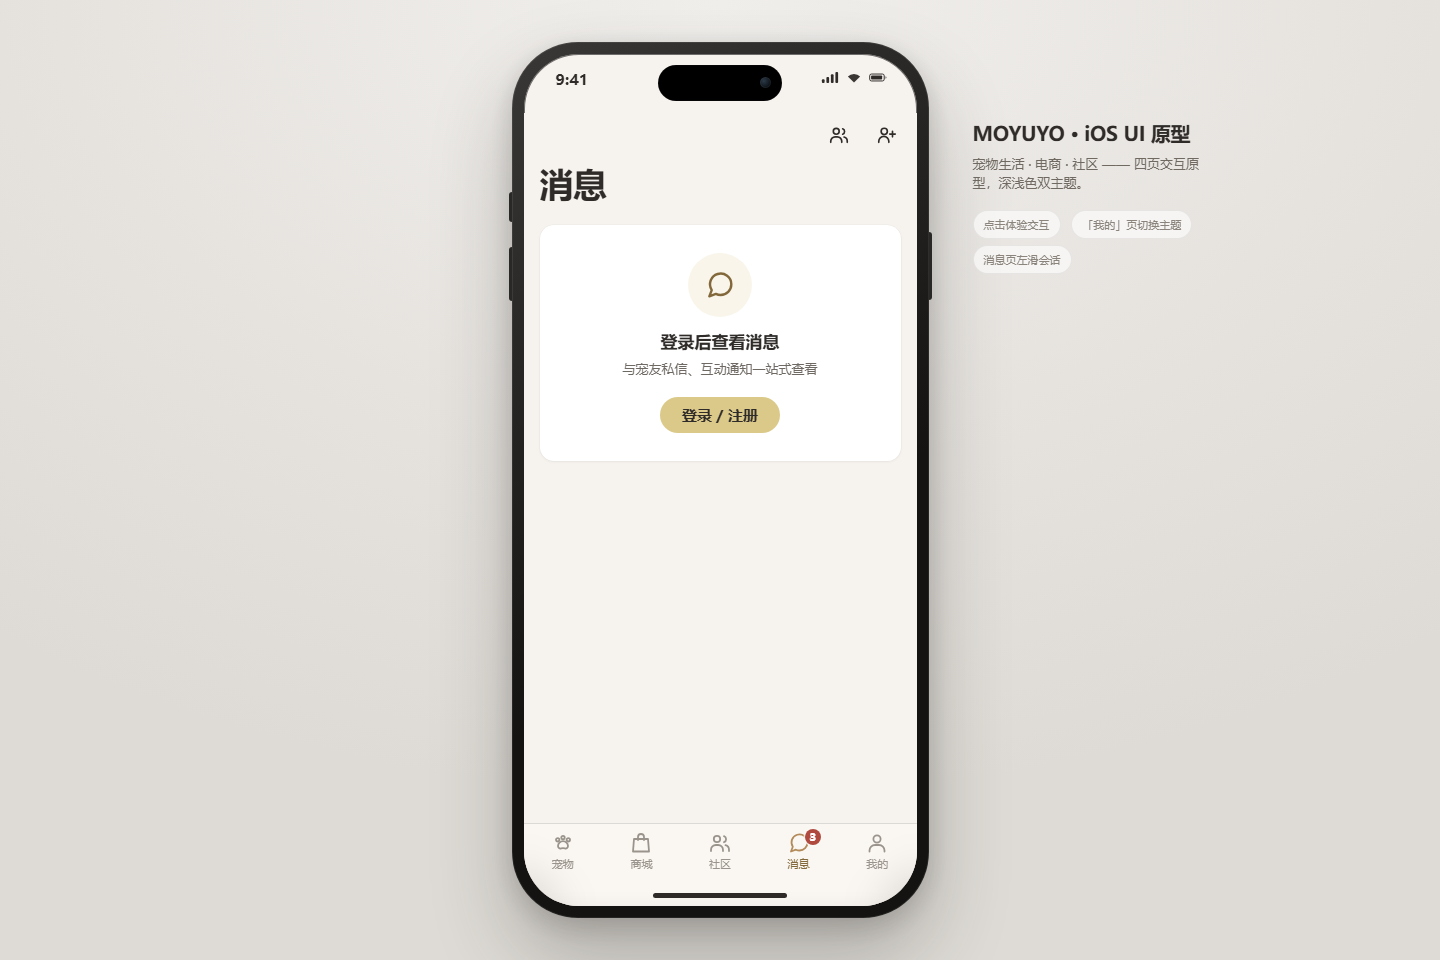 9:41
消息
登录后查看消息
与宠友私信、互动通知一站式查看
登录 / 注册
宠物
商城
社区
3
消息
我的
MOYUYO • iOS UI 原型
宠物生活 · 电商 · 社区 —— 四页交互原
型，深浅色双主题。
点击体验交互
「我的」页切换主题
消息页左滑会话